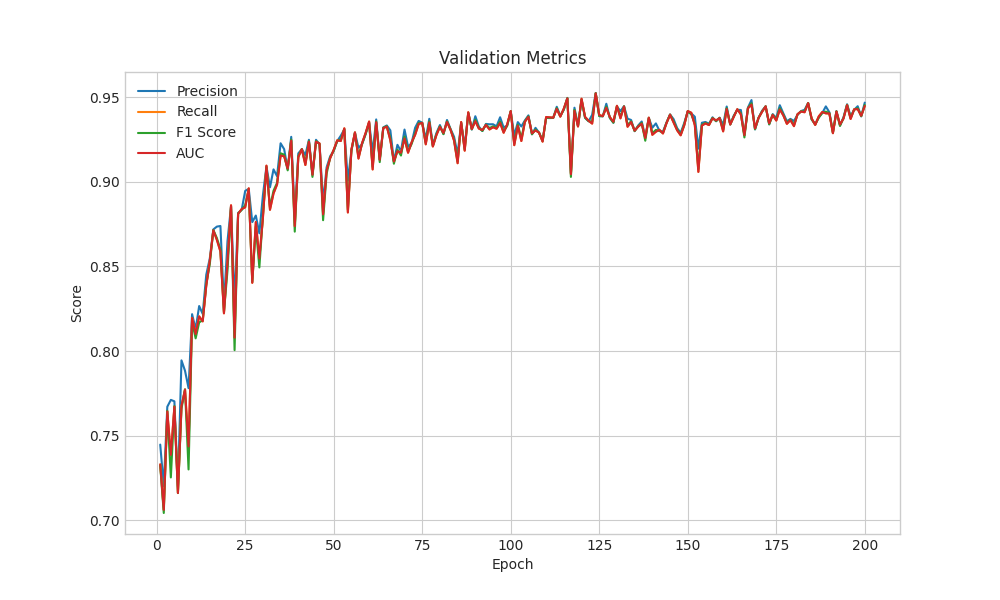 Validation Metrics
Precision
Recall
F1 Score
AUC
0.95
0.90
0.85
0.80
0.75
0.70
Score
0 25 50 75 100 125 150 175 200
Epoch